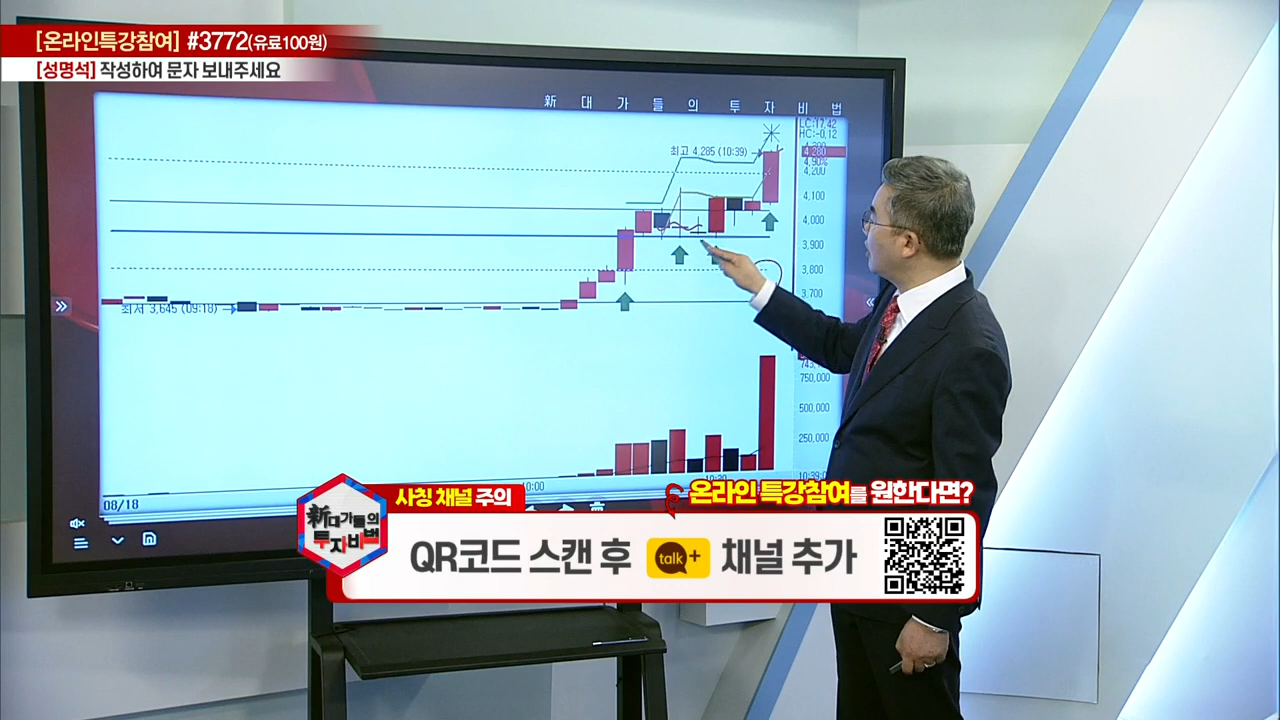 [온라인특강참여] #3772(유료100원)
[성명석] 작성하여 문자 보내주세요
新 대 가 들 의 투 자 비 법
LC:17.42
HC:-0.12
최고 4,285 (10:39)
4,280
4.90%
4,200
4,100
4,000
3,900
3,800
3,700
최저 3,645 (09:18)
750,000
500,000
250,000
10:00
10:39:0
08/18
사칭 채널 주의
온라인 특강참여를 원한다면?
新대가들의
투자비법
QR코드 스캔 후 talk+ 채널 추가